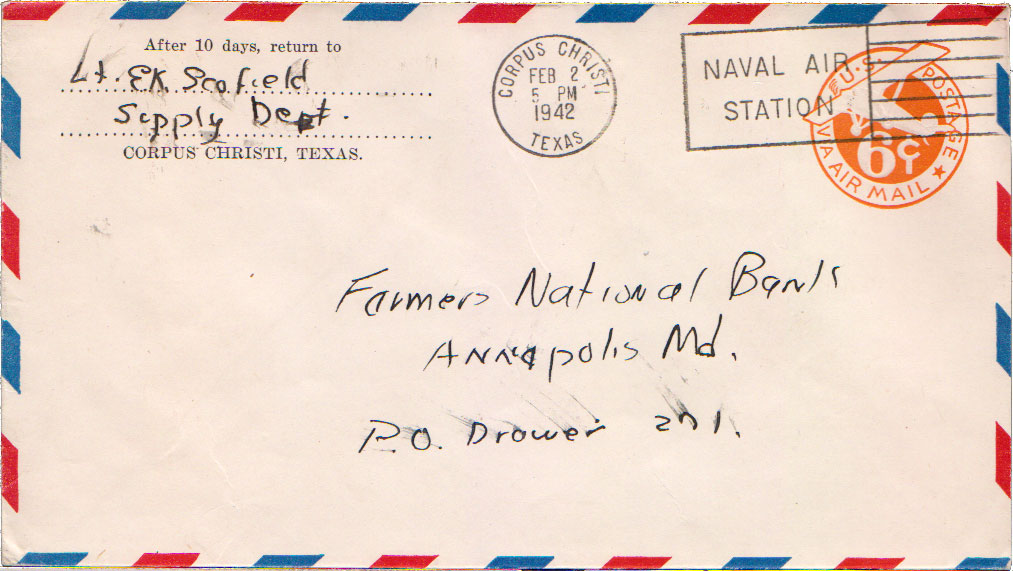 After 10 days, return to
Lt. EK Scofield
Supply Dept.
CORPUS CHRISTI, TEXAS.
CORPUS CHRISTI
FEB 2
5 PM
1942
TEXAS
NAVAL AIR
STATION
U.S. POSTAGE
6¢
VIA AIR MAIL
Farmers National Bank
Annapolis Md.
P.O. Drawer 201.